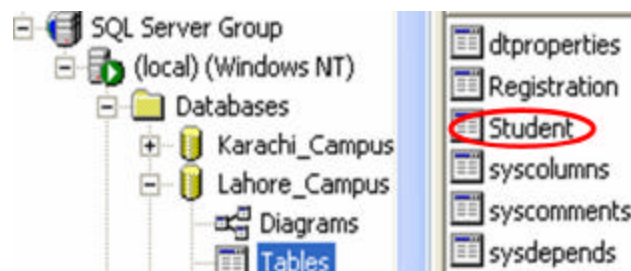 SQL Server Group
(local) (Windows NT)
Databases
Karachi_Campus
Lahore_Campus
Diagrams
Tables
dtproperties
Registration
Student
syscolumns
syscomments
sysdepends